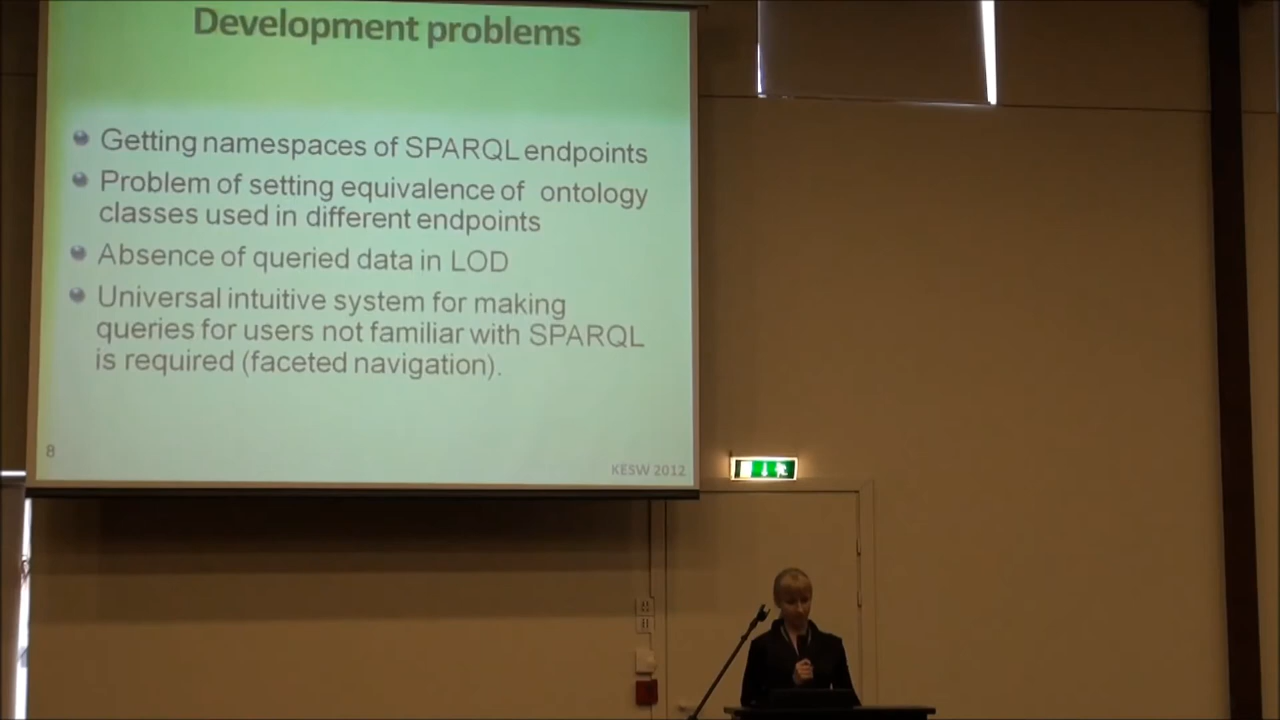 Development problems
Getting namespaces of SPARQL endpoints
Problem of setting equivalence of ontology
classes used in different endpoints
Absence of queried data in LOD
Universal intuitive system for making
queries for users not familiar with SPARQL
is required (faceted navigation).
8
KESW 2012